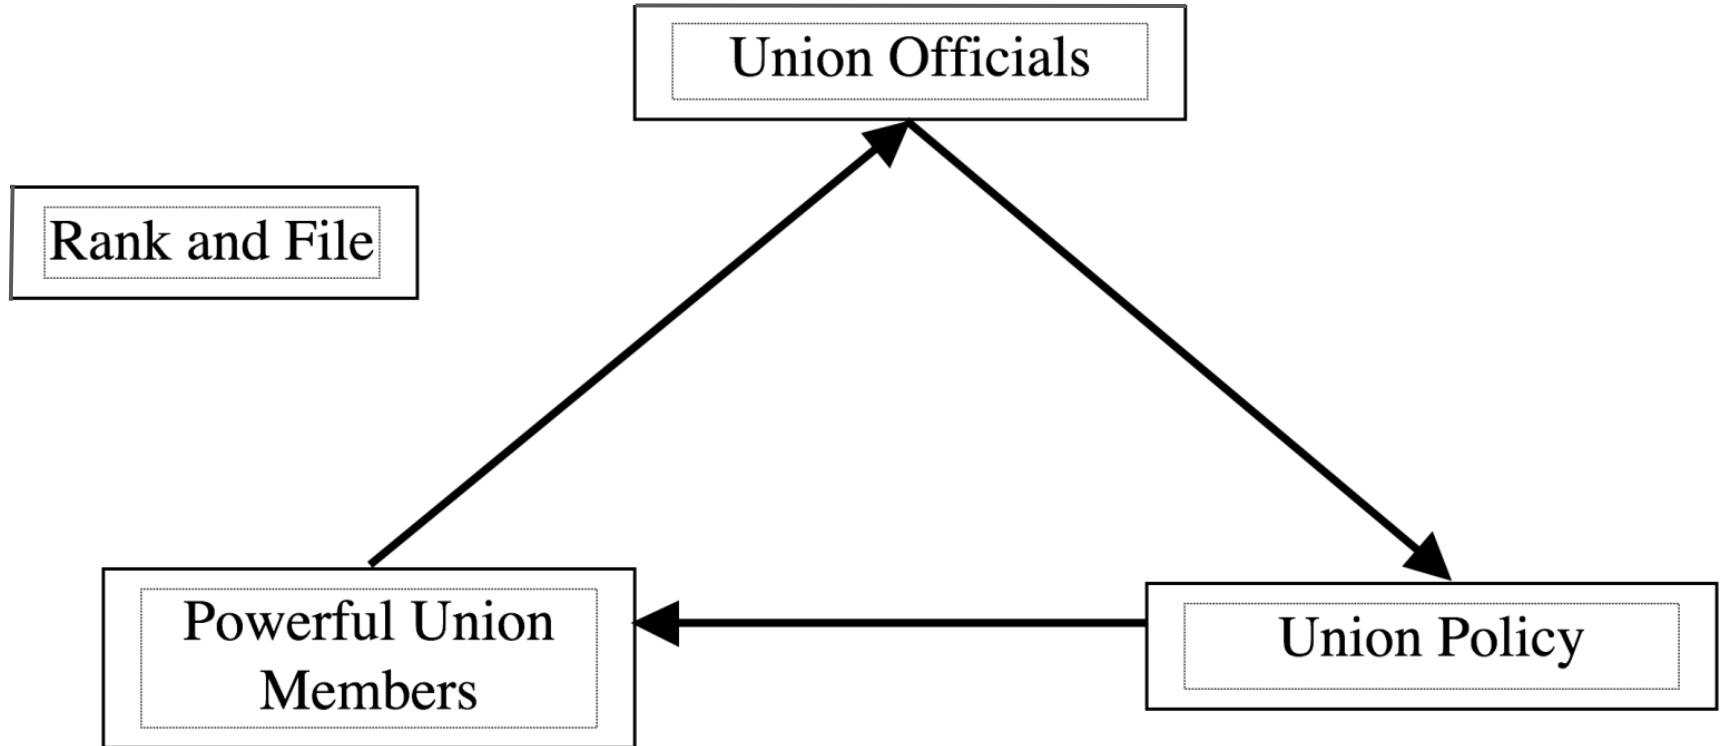 Union Officials
Rank and File
Powerful Union
Members
Union Policy